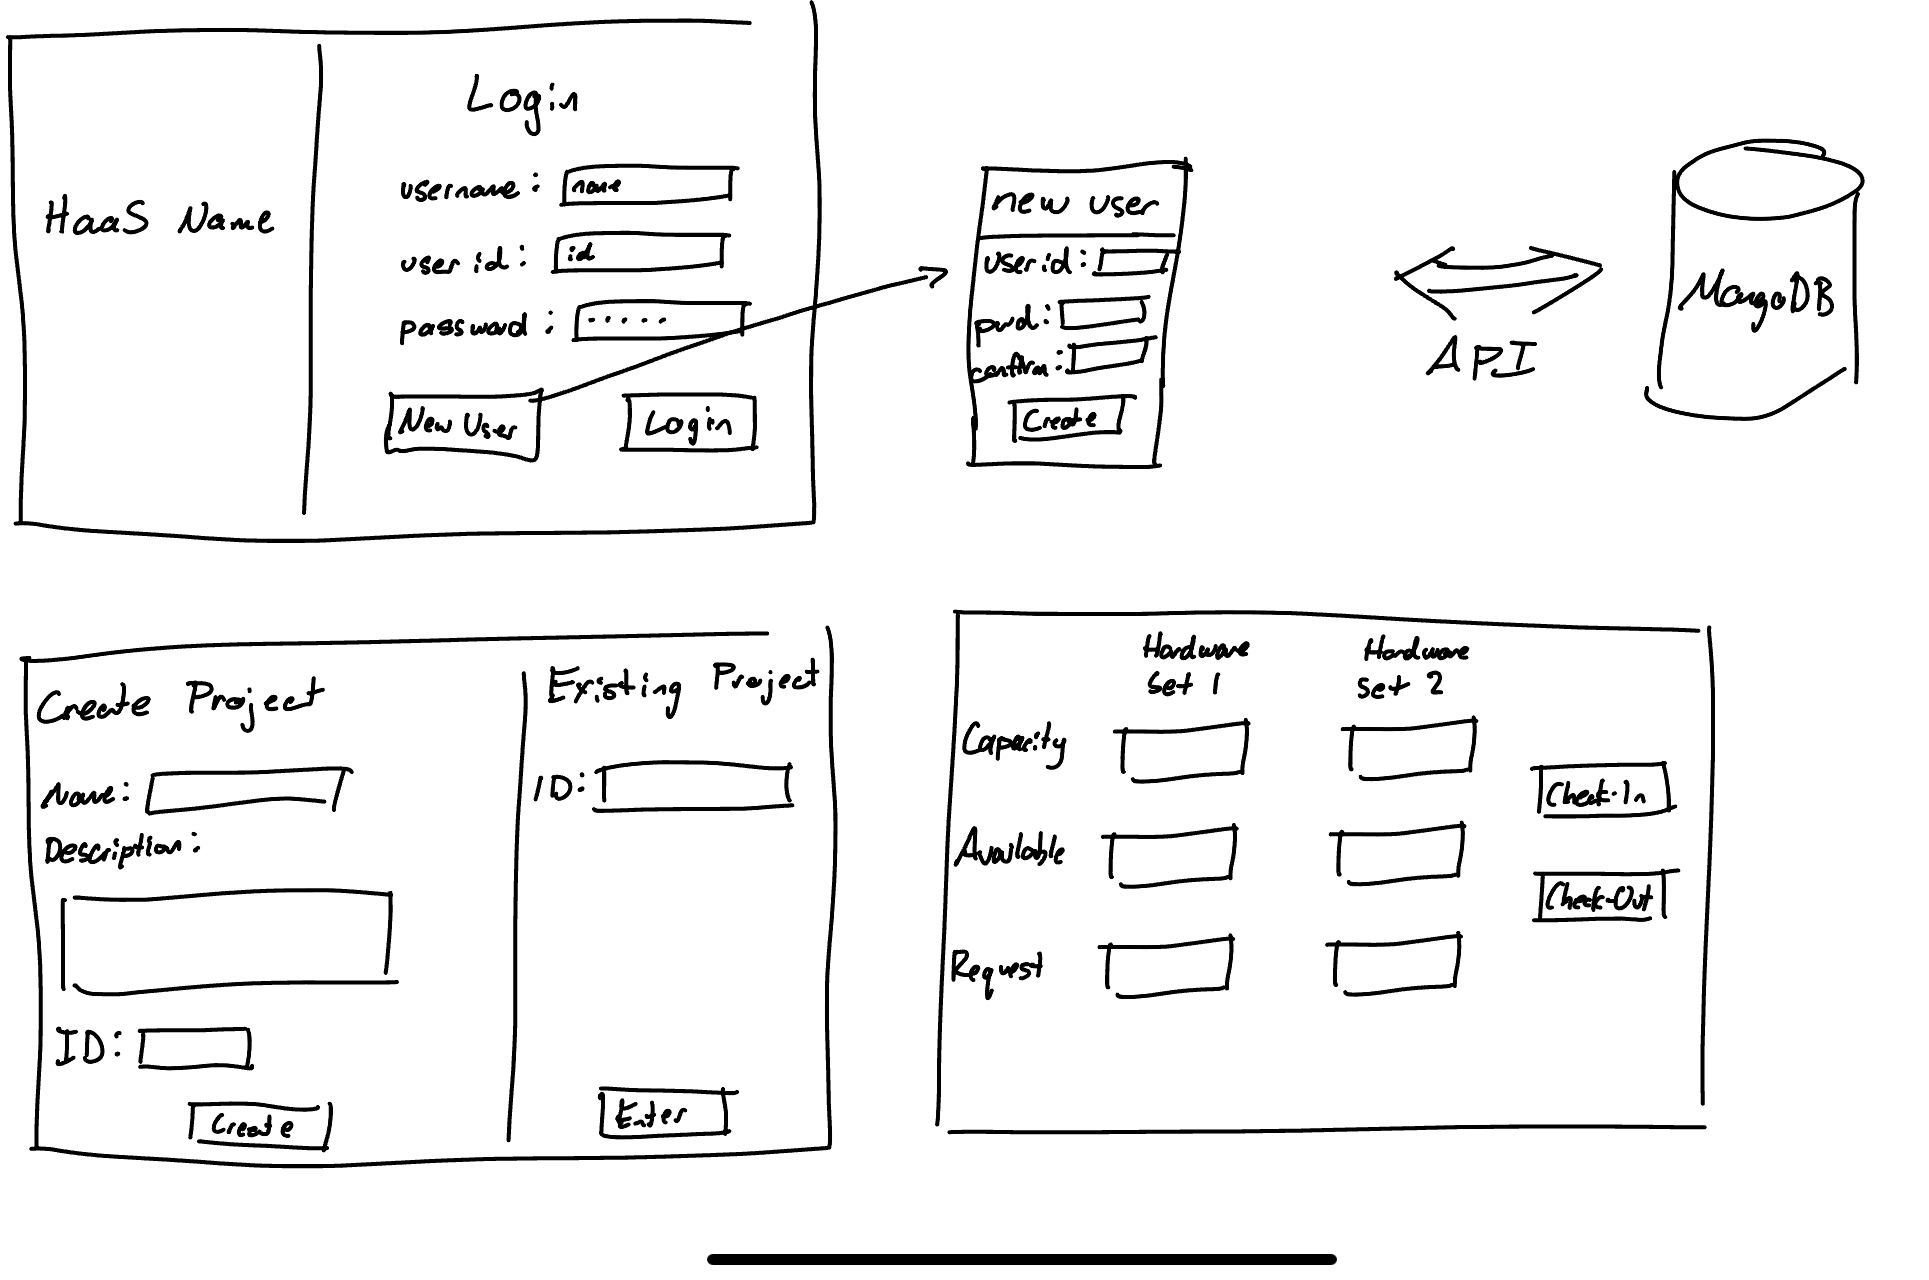 Login
HaaS Name
username: name
user id: id
password: .....
New User
Login
new user
user id:
pwd:
confirm:
Create
API
MongoDB
Create Project
Name:
Description:
ID:
Create
Existing Project
ID:
Enter
Hardware
Set 1
Hardware
Set 2
Capacity
Available
Request
Check-In
Check-Out